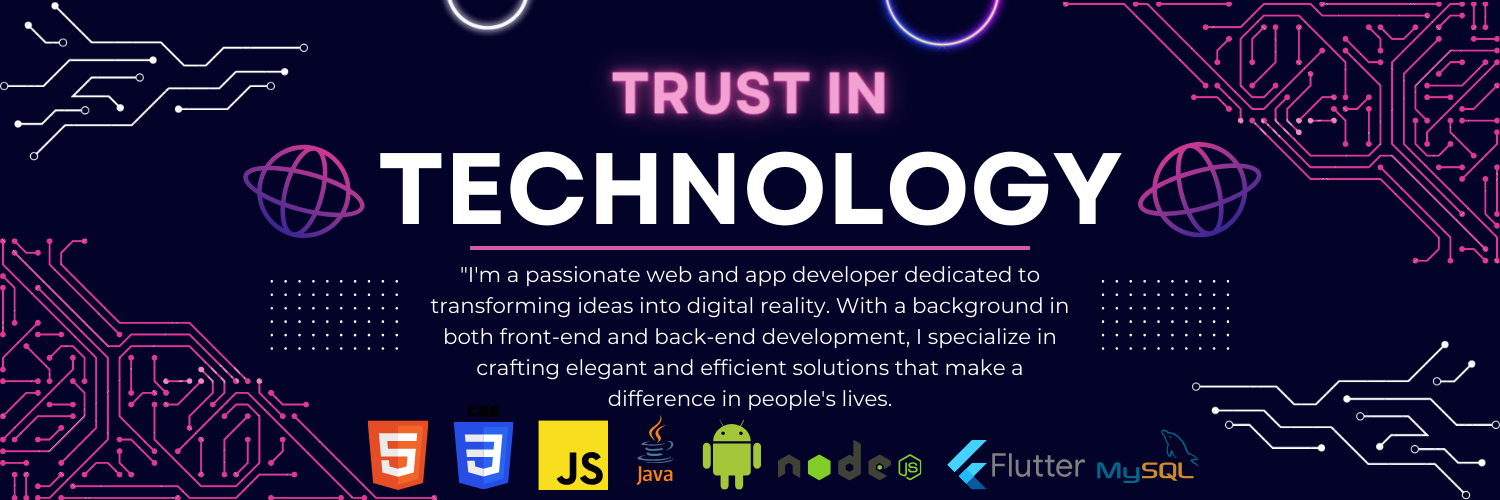 TRUST IN
TECHNOLOGY
"I'm a passionate web and app developer dedicated to
transforming ideas into digital reality. With a background in
both front-end and back-end development, I specialize in
crafting elegant and efficient solutions that make a
difference in people's lives.
CSS
5
3
JS
Java
node
JS
Flutter
MySQL